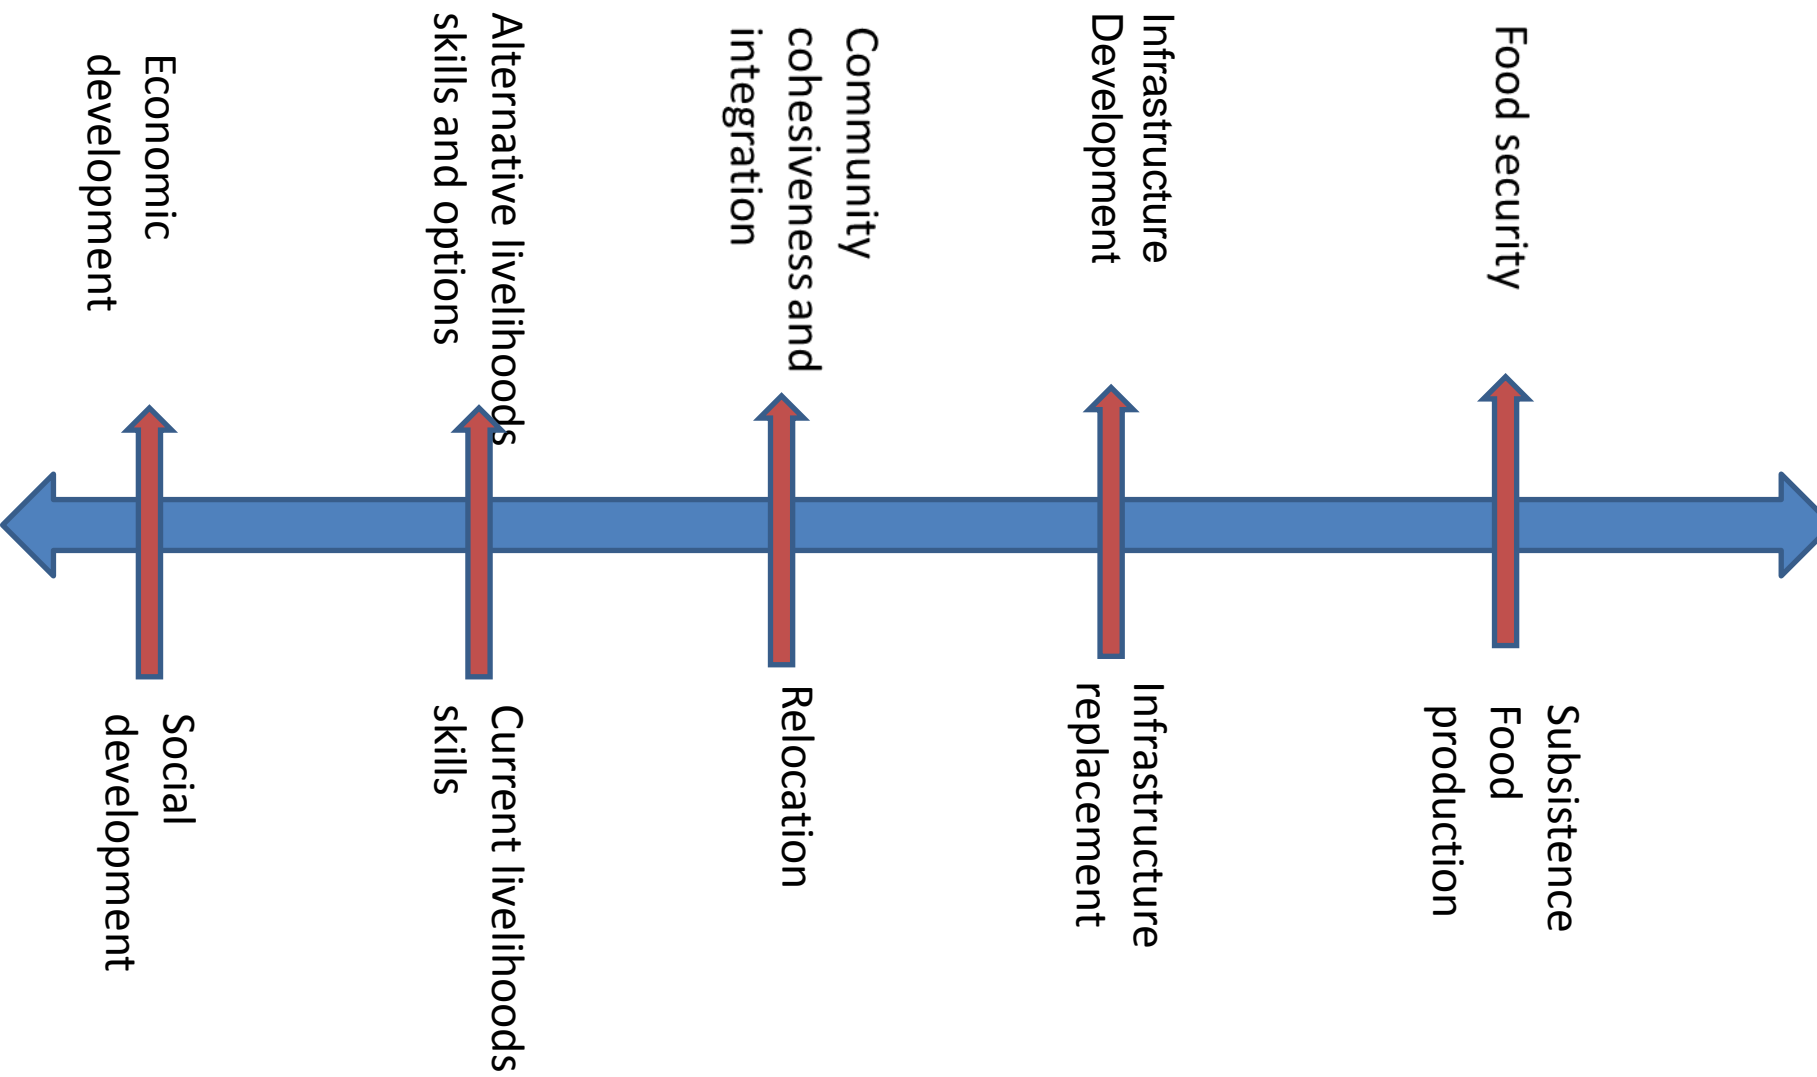 Food security
Subsistence
Food
production
Infrastructure
Development
Infrastructure
replacement
Community
cohesiveness and
integration
Relocation
Alternative livelihoods
skills and options
Current livelihoods
skills
Economic
development
Social
development